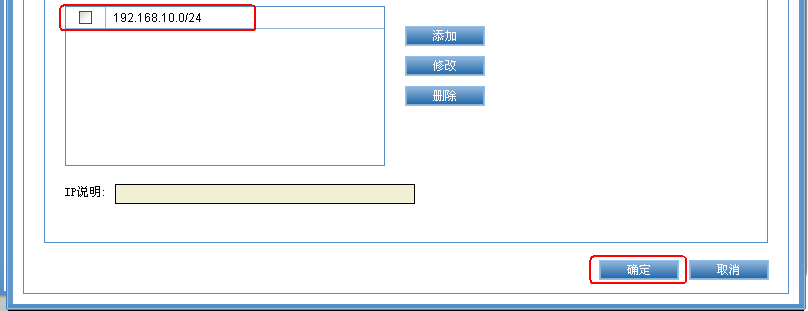 192.168.10.0/24
添加
修改
删除
IP说明:
确定
取消